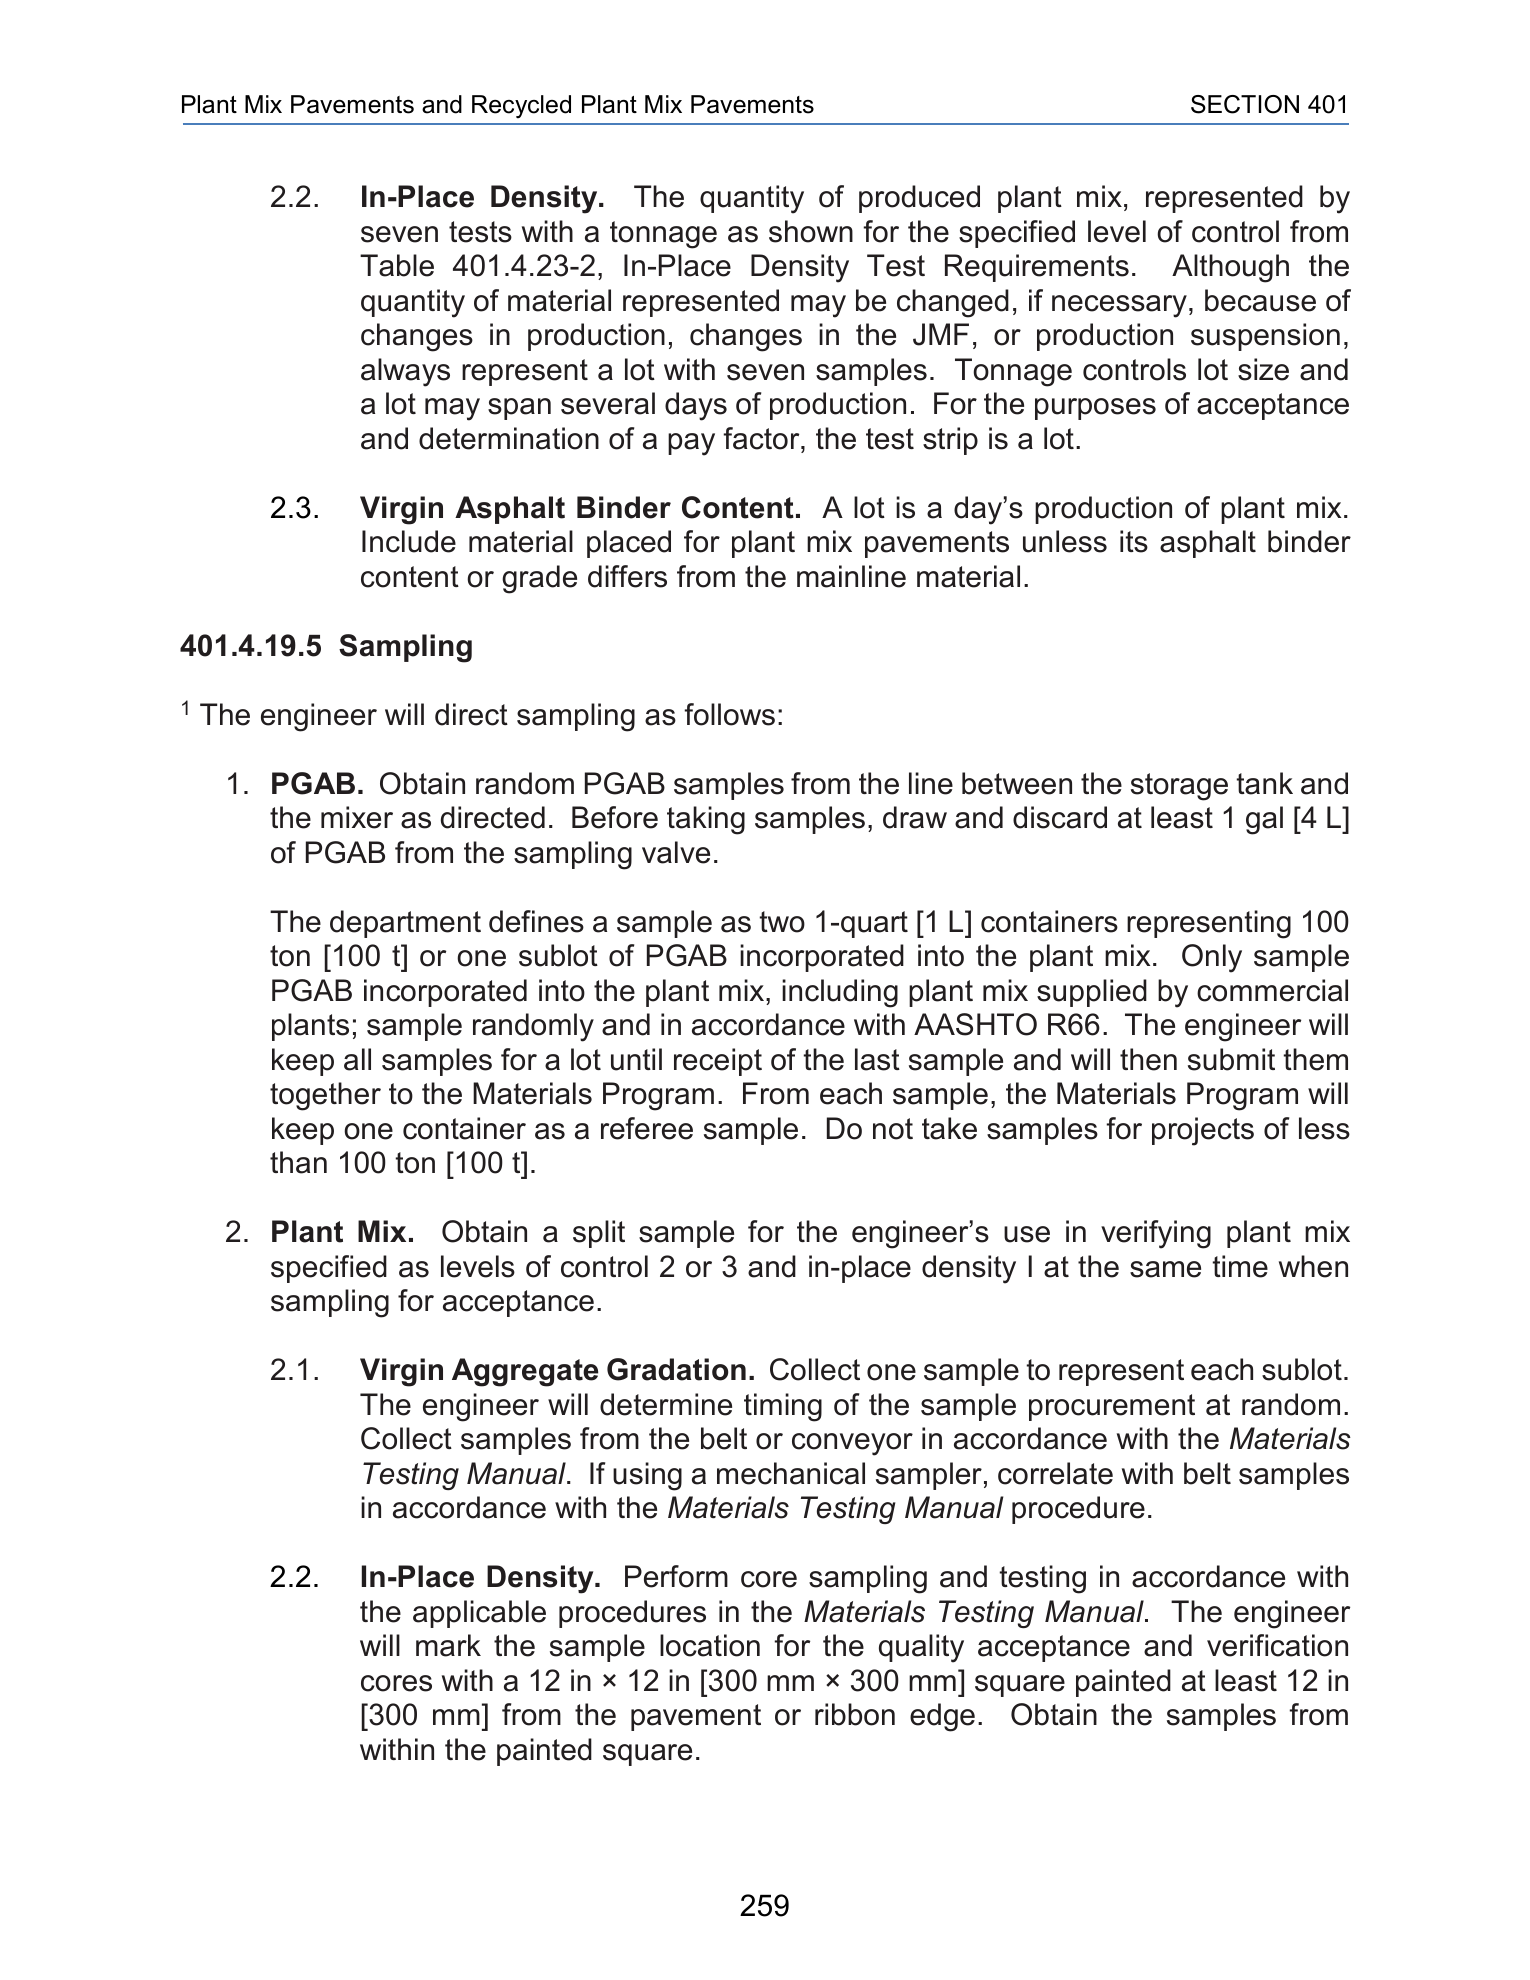 Plant Mix Pavements and Recycled Plant Mix Pavements SECTION 401
2.2. In-Place Density. The quantity of produced plant mix, represented by
seven tests with a tonnage as shown for the specified level of control from
Table 401.4.23-2, In-Place Density Test Requirements. Although the
quantity of material represented may be changed, if necessary, because of
changes in production, changes in the JMF, or production suspension,
always represent a lot with seven samples. Tonnage controls lot size and
a lot may span several days of production. For the purposes of acceptance
and determination of a pay factor, the test strip is a lot.
2.3. Virgin Asphalt Binder Content. A lot is a day’s production of plant mix.
Include material placed for plant mix pavements unless its asphalt binder
content or grade differs from the mainline material.
401.4.19.5 Sampling
1 The engineer will direct sampling as follows:
1. PGAB. Obtain random PGAB samples from the line between the storage tank and
the mixer as directed. Before taking samples, draw and discard at least 1 gal [4 L]
of PGAB from the sampling valve.
The department defines a sample as two 1-quart [1 L] containers representing 100
ton [100 t] or one sublot of PGAB incorporated into the plant mix. Only sample
PGAB incorporated into the plant mix, including plant mix supplied by commercial
plants; sample randomly and in accordance with AASHTO R66. The engineer will
keep all samples for a lot until receipt of the last sample and will then submit them
together to the Materials Program. From each sample, the Materials Program will
keep one container as a referee sample. Do not take samples for projects of less
than 100 ton [100 t].
2. Plant Mix. Obtain a split sample for the engineer’s use in verifying plant mix
specified as levels of control 2 or 3 and in-place density I at the same time when
sampling for acceptance.
2.1. Virgin Aggregate Gradation. Collect one sample to represent each sublot.
The engineer will determine timing of the sample procurement at random.
Collect samples from the belt or conveyor in accordance with the Materials
Testing Manual. If using a mechanical sampler, correlate with belt samples
in accordance with the Materials Testing Manual procedure.
2.2. In-Place Density. Perform core sampling and testing in accordance with
the applicable procedures in the Materials Testing Manual. The engineer
will mark the sample location for the quality acceptance and verification
cores with a 12 in × 12 in [300 mm × 300 mm] square painted at least 12 in
[300 mm] from the pavement or ribbon edge. Obtain the samples from
within the painted square.
259